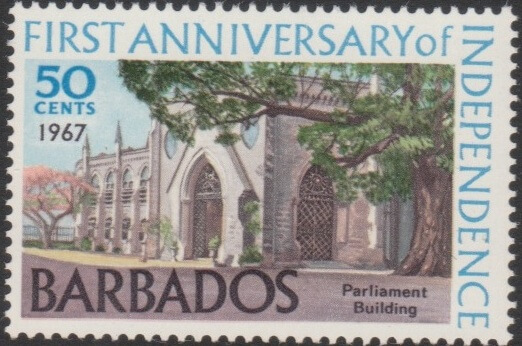 FIRST ANNIVERSARY of
INDEPENDENCE
50
CENTS
1967
BARBADOS
Parliament
Building